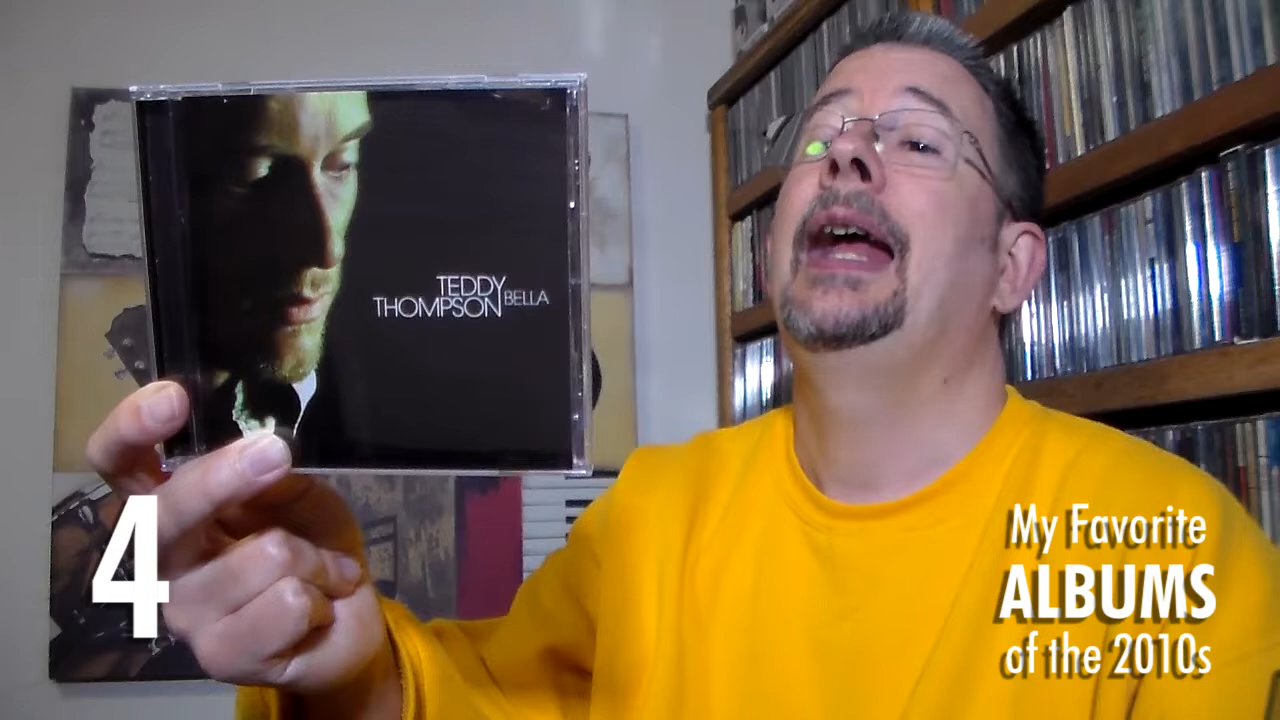 TEDDY
THOMPSON BELLA
4
My Favorite
ALBUMS
of the 2010s